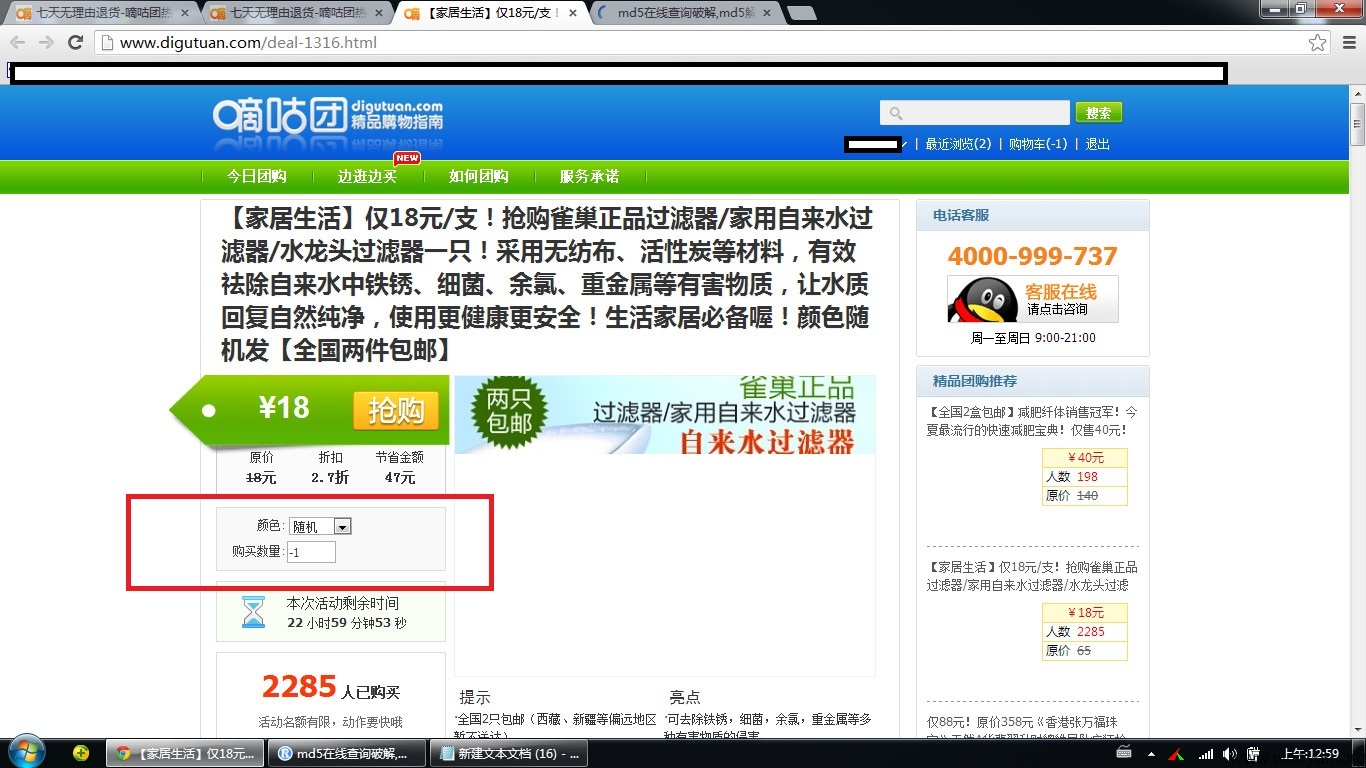 七天无理由退货-嘀咕团热
七天无理由退货-嘀咕团热
【家居生活】仅18元/支！
md5在线查询破解,md5解
www.digutuan.com/deal-1316.html
嘀咕团 digutuan.com
精品購物指南
搜索
最近浏览(2) | 购物车(-1) | 退出
NEW
今日团购 边逛边买 如何团购 服务承诺
【家居生活】仅18元/支！抢购雀巢正品过滤器/家用自来水过
滤器/水龙头过滤器一只！采用无纺布、活性炭等材料，有效
祛除自来水中铁锈、细菌、余氯、重金属等有害物质，让水质
回复自然纯净，使用更健康更安全！生活家居必备喔！颜色随
机发【全国两件包邮】
¥18 抢购
原价 折扣 节省金额
18元 2.7折 47元
颜色: 随机
购买数量: -1
本次活动剩余时间
22 小时59 分钟53 秒
2285 人已购买
活动名额有限，动作要快哦
两只
包邮
雀巢正品
过滤器/家用自来水过滤器
自来水过滤器
提示
全国2只包邮（西藏、新疆等偏远地区
暂不送达）
亮点
可去除铁锈，细菌，余氯，重金属等多
种有害物质的侵害
电话客服
4000-999-737
客服在线
请点击咨询
周一至周日 9:00-21:00
精品团购推荐
【全国2盒包邮】减肥纤体销售冠军！今
夏最流行的快速减肥宝典！仅售40元！
￥40元
人数 198
原价 140
【家居生活】仅18元/支！抢购雀巢正品
过滤器/家用自来水过滤器/水龙头过滤
￥18元
人数 2285
原价 65
仅88元！原价358元《香港张万福珠
【家居生活】仅18元...
md5在线查询破解,...
新建文本文档 (16) - ...
上午:12:59